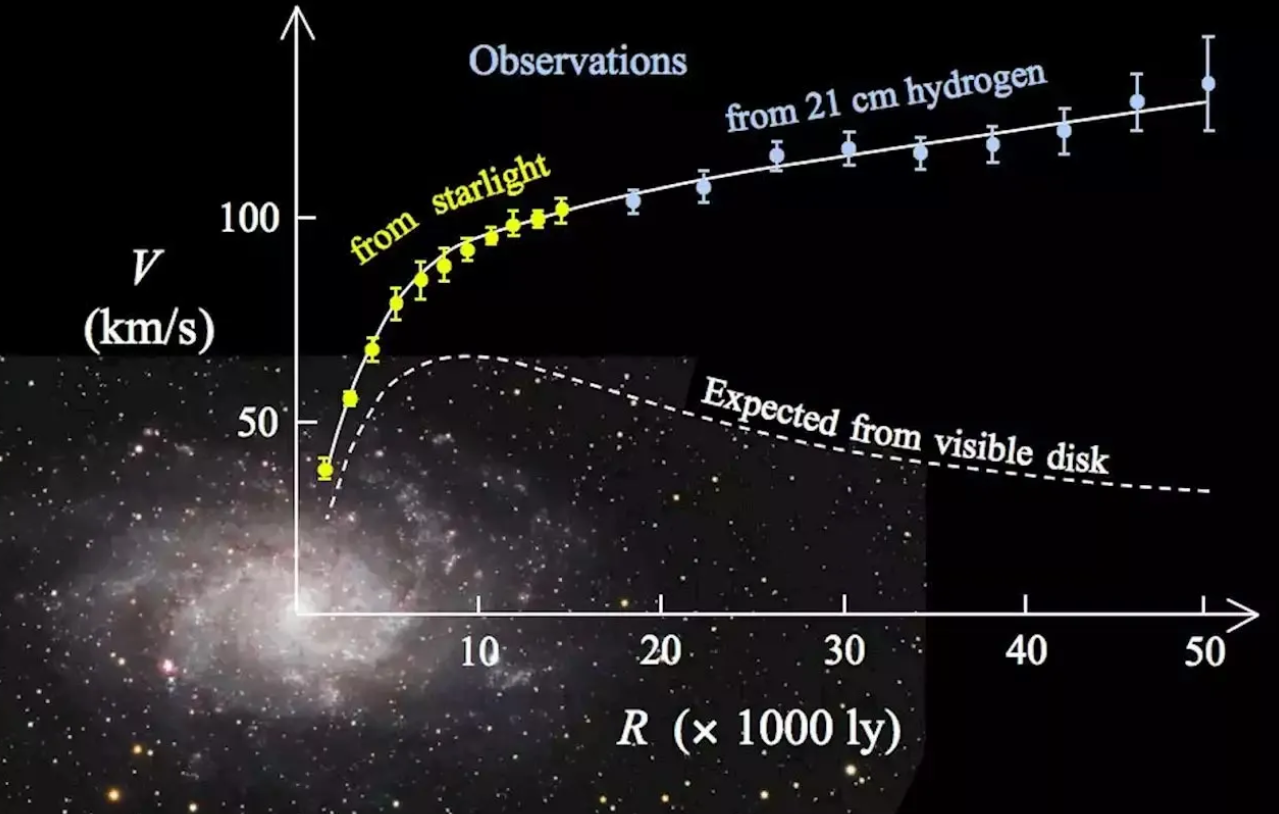 Observations
from 21 cm hydrogen
from starlight
100
V
(km/s)
50
Expected from visible disk
10 20 30 40 50
R (× 1000 ly)